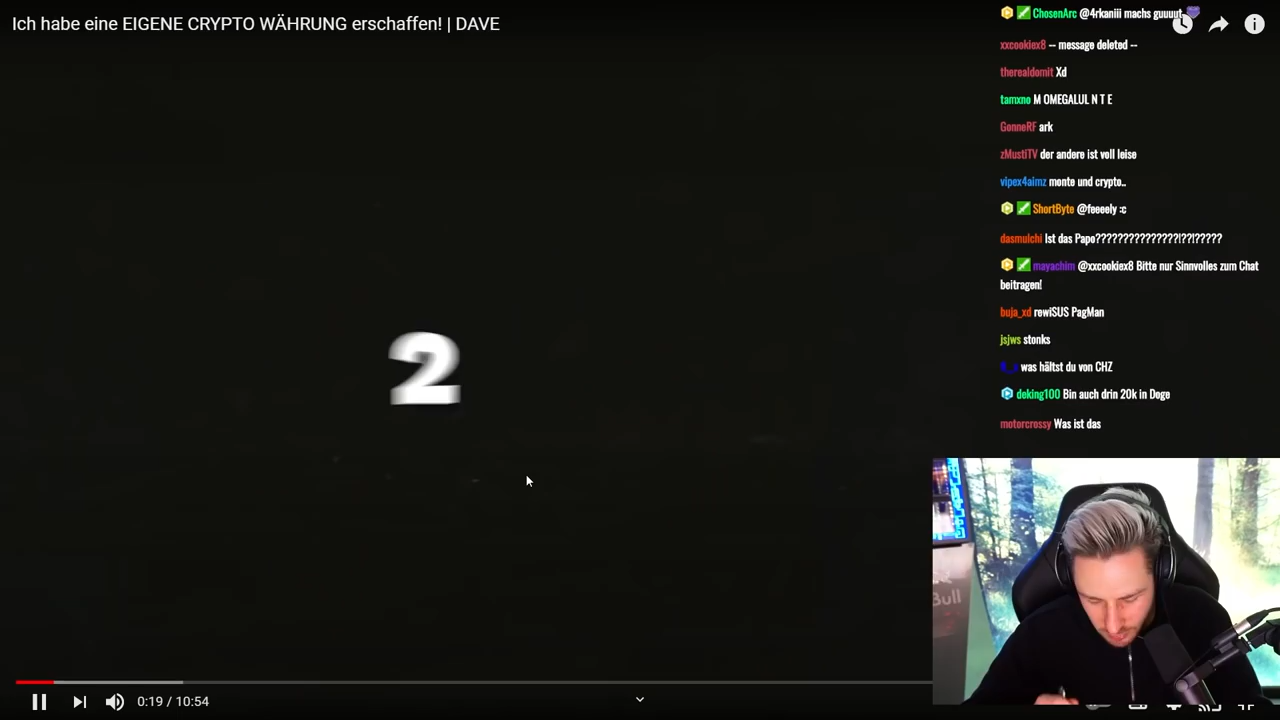 Ich habe eine EIGENE CRYPTO WÄHRUNG erschaffen! | DAVE
ChosenArc @4rkaniii machs guuuut
xxcookiex8 -- message deleted --
therealdomit Xd
tamxno M OMEGALUL N T E
GonneRF ark
zMustiTV der andere ist voll leise
vipex4aimz monte und crypto..
ShortByte @feeeely :c
dasmulchi Ist das Papo???????????????!??!?????
mayachim @xxcookiex8 Bitte nur Sinnvolles zum Chat
beitragen!
buja_xd rewiSUS PagMan
jsjws stonks
was hältst du von CHZ
deking100 Bin auch drin 20k in Doge
motorcrossy Was ist das
2
Bull
0:19 / 10:54